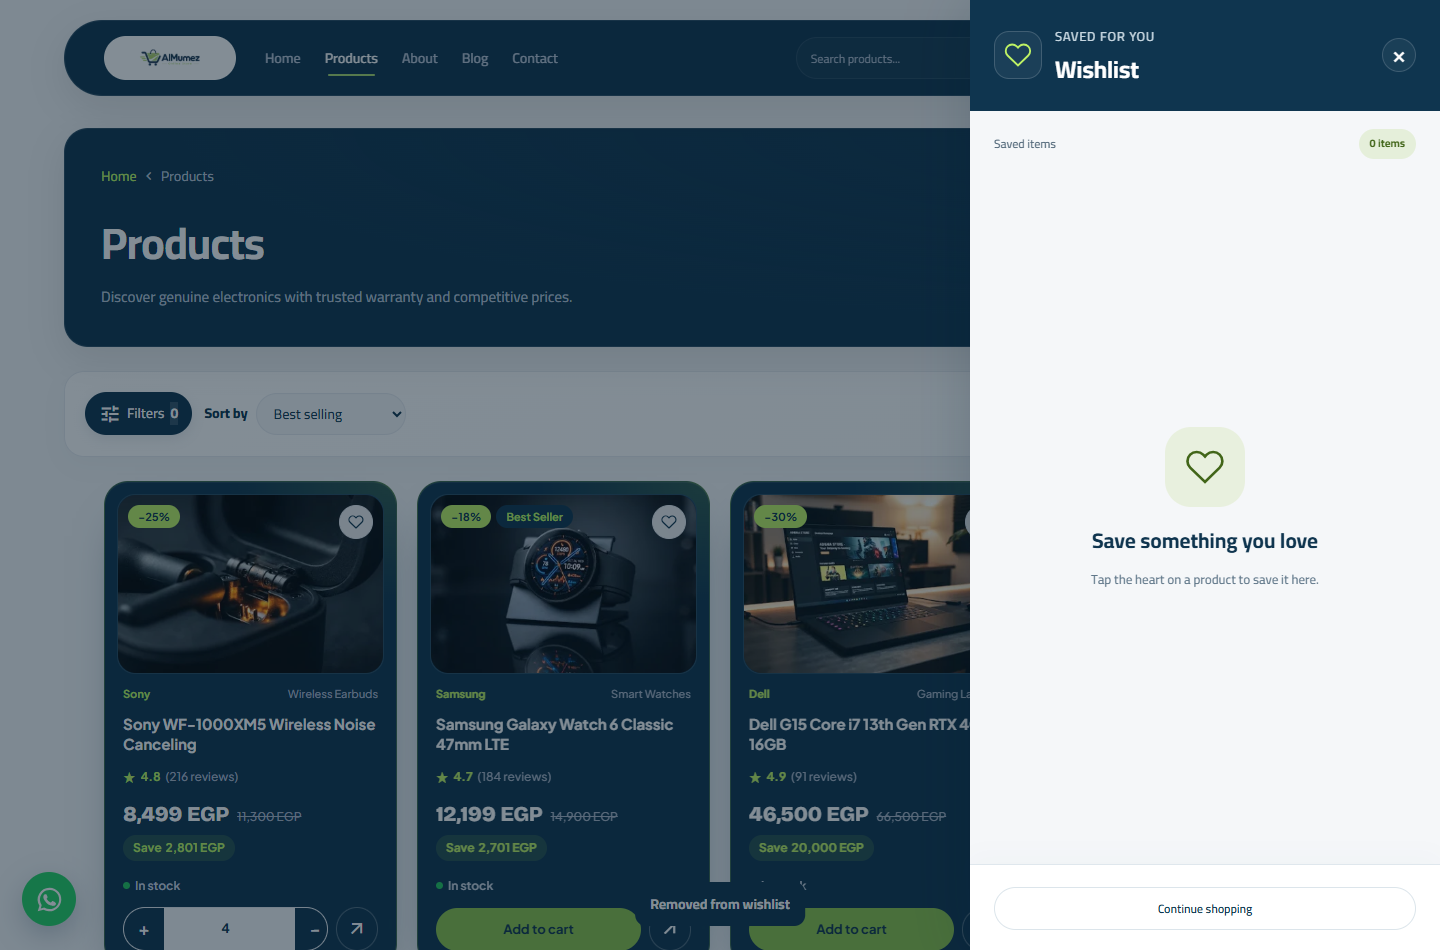 AlMumez
Home
Products
About
Blog
Contact
Search products...
SAVED FOR YOU
Wishlist
Saved items
0 items
Home
Products
Products
Discover genuine electronics with trusted warranty and competitive prices.
Filters 0
Sort by
Best selling
-25%
-18%
Best Seller
-30%
Save something you love
Tap the heart on a product to save it here.
Sony
Wireless Earbuds
Sony WF-1000XM5 Wireless Noise
Canceling
4.8 (216 reviews)
8,499 EGP 11,300 EGP
Save 2,801 EGP
In stock
+ 4 −
Samsung
Smart Watches
Samsung Galaxy Watch 6 Classic
47mm LTE
4.7 (184 reviews)
12,199 EGP 14,900 EGP
Save 2,701 EGP
In stock
Add to cart
Dell
Gaming La
Dell G15 Core i7 13th Gen RTX 4
16GB
4.9 (91 reviews)
46,500 EGP 66,500 EGP
Save 20,000 EGP
Add to cart
Removed from wishlist
Continue shopping